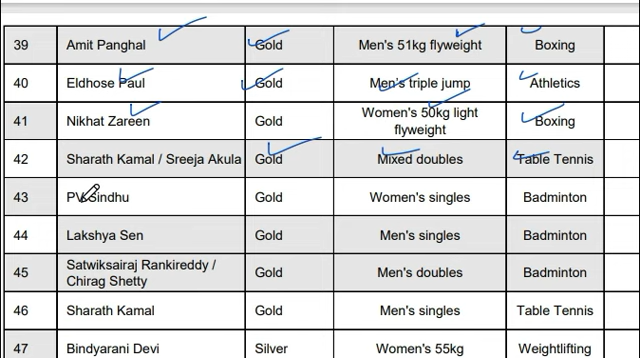 39 Amit Panghal Gold Men's 51kg flyweight Boxing
40 Eldhose Paul Gold Men's triple jump Athletics
41 Nikhat Zareen Gold Women's 50kg light flyweight Boxing
42 Sharath Kamal / Sreeja Akula Gold Mixed doubles Table Tennis
43 PV Sindhu Gold Women's singles Badminton
44 Lakshya Sen Gold Men's singles Badminton
45 Satwiksairaj Rankireddy / Chirag Shetty Gold Men's doubles Badminton
46 Sharath Kamal Gold Men's singles Table Tennis
47 Bindyarani Devi Silver Women's 55kg Weightlifting